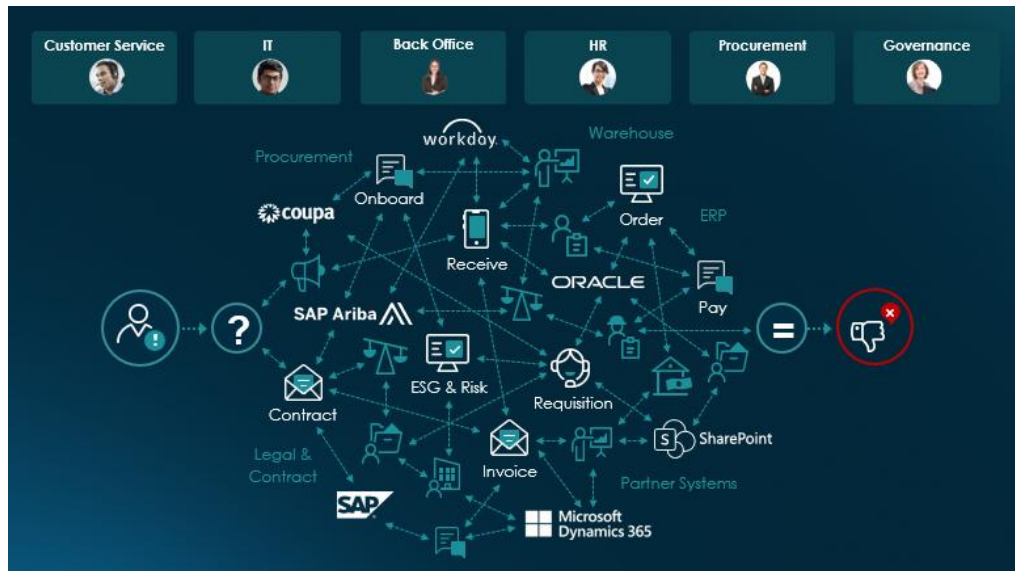 Customer Service
IT
Back Office
HR
Procurement
Governance
workday.
Warehouse
Procurement
Onboard
Order
coupa
ERP
Receive
ORACLE
Pay
SAP Ariba
?
=
ESG & Risk
Requisition
Contract
S
SharePoint
Legal &
Contract
Invoice
Partner Systems
SAP
Microsoft
Dynamics 365